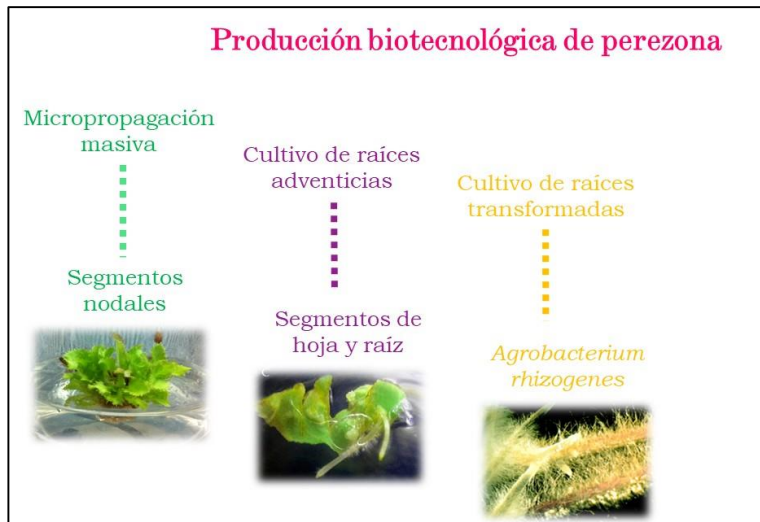 Producción biotecnológica de perezona
Micropropagación
masiva
Segmentos
nodales
Cultivo de raíces
adventicias
Segmentos de
hoja y raíz
Cultivo de raíces
transformadas
Agrobacterium
rhizogenes